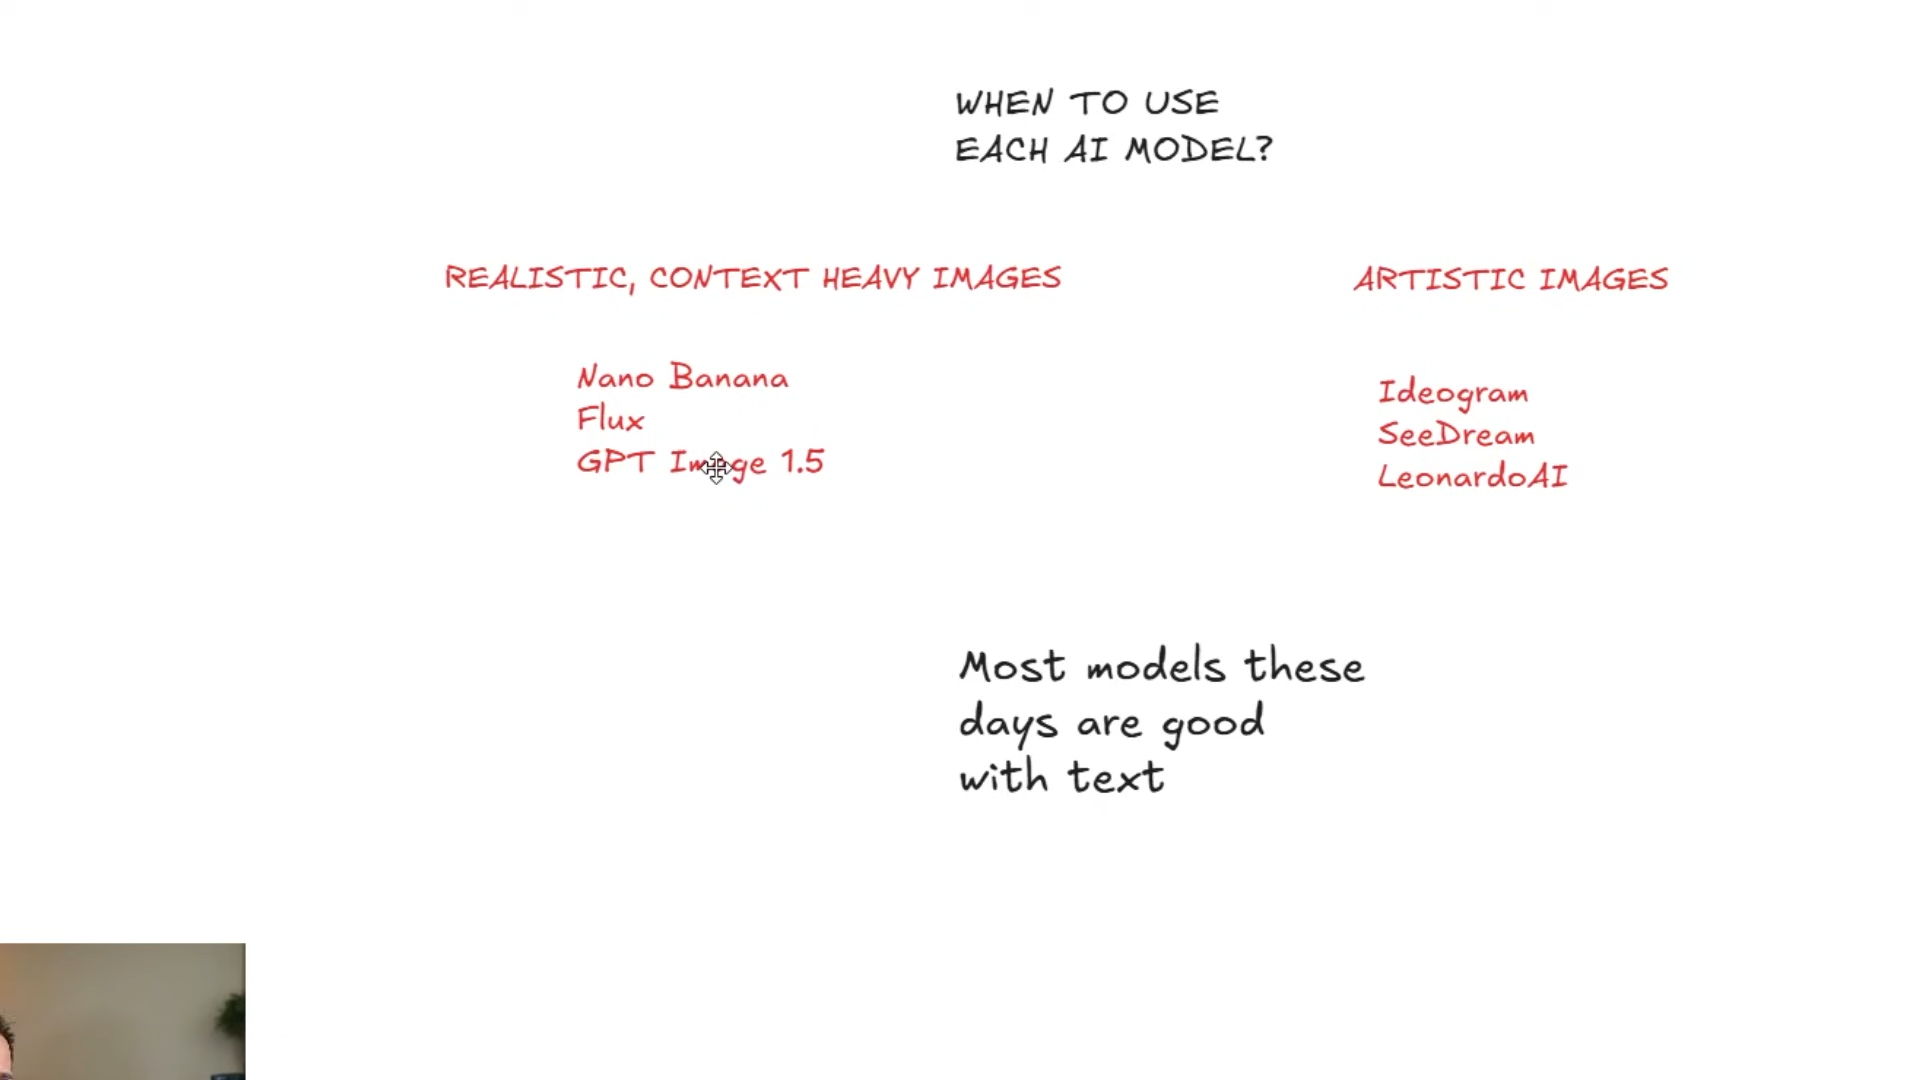 WHEN TO USE
EACH AI MODEL?
REALISTIC, CONTEXT HEAVY IMAGES
Nano Banana
Flux
GPT Image 1.5
ARTISTIC IMAGES
Ideogram
SeeDream
LeonardoAI
Most models these
days are good
with text